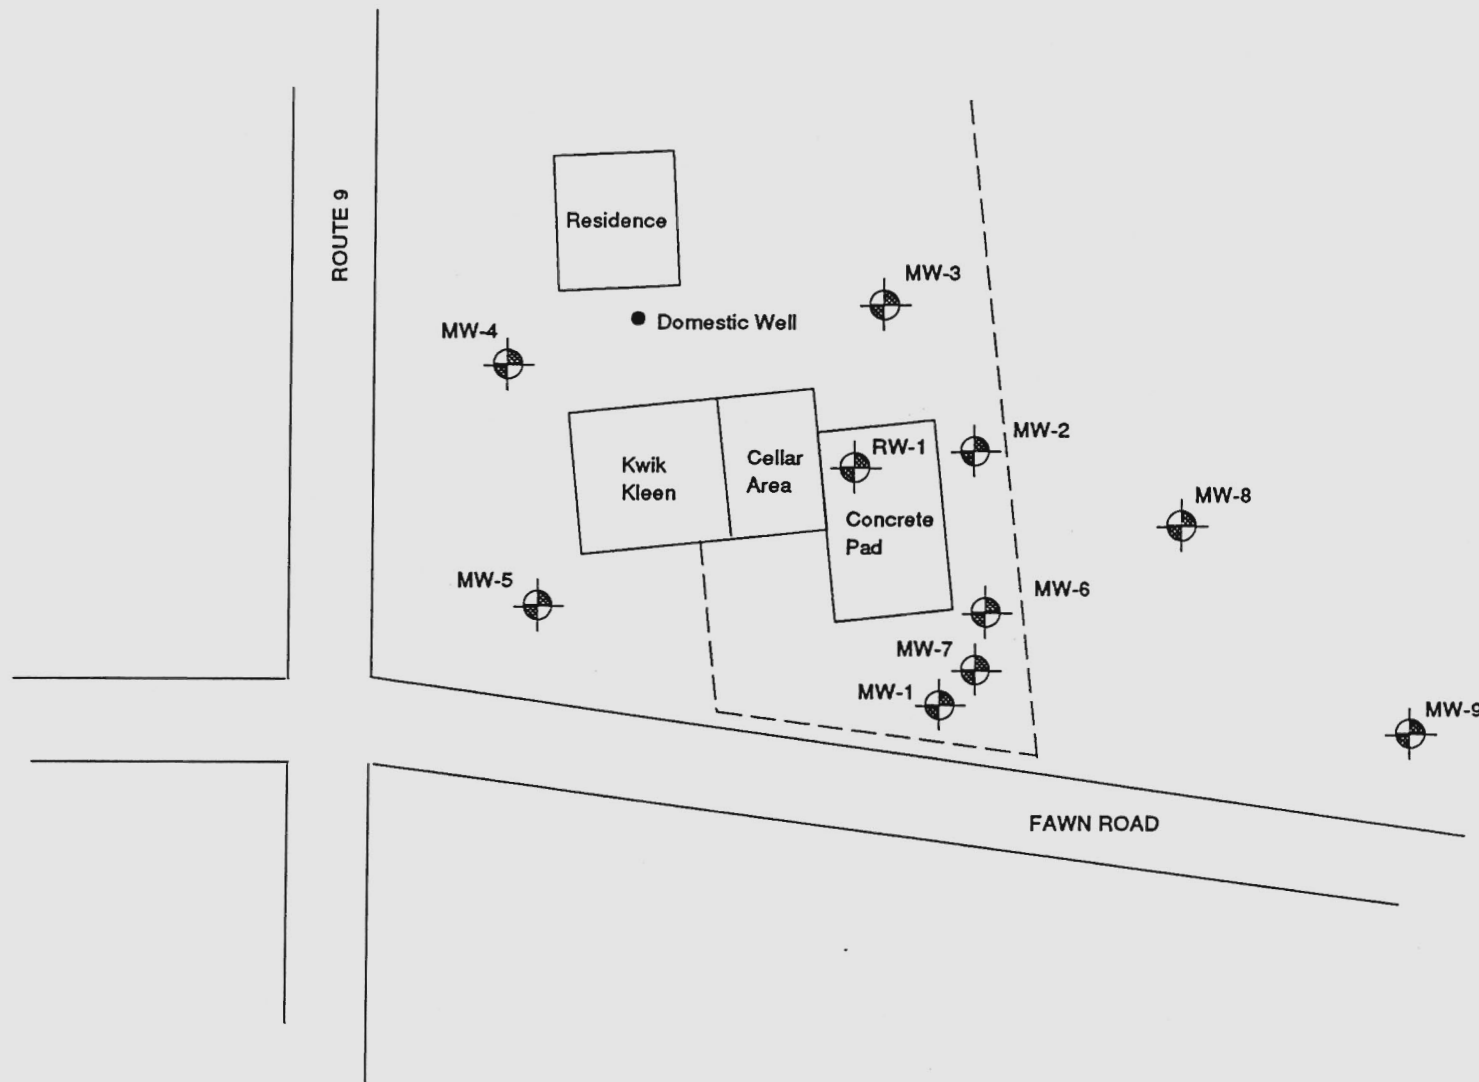 ROUTE 9
Residence
MW-3
Domestic Well
MW-4
MW-2
RW-1
Kwik
Kleen
Cellar
Area
MW-8
Concrete
Pad
MW-5
MW-6
MW-7
MW-1
MW-9
FAWN ROAD